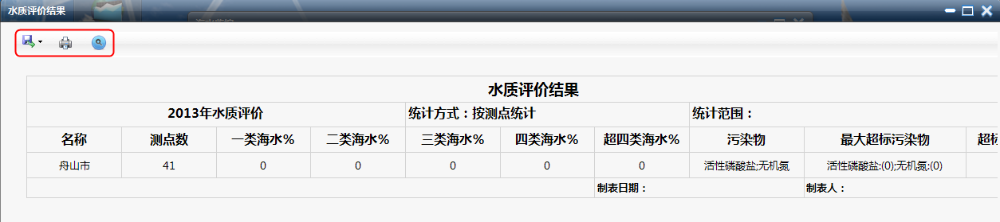 水质评价结果
水质评价结果
2013年水质评价 统计方式：按测点统计 统计范围：
名称 测点数 一类海水% 二类海水% 三类海水% 四类海水% 超四类海水% 污染物 最大超标污染物 超标
舟山市 41 0 0 0 0 0 活性磷酸盐;无机氮 活性磷酸盐:(0);无机氮:(0)
制表日期： 制表人：